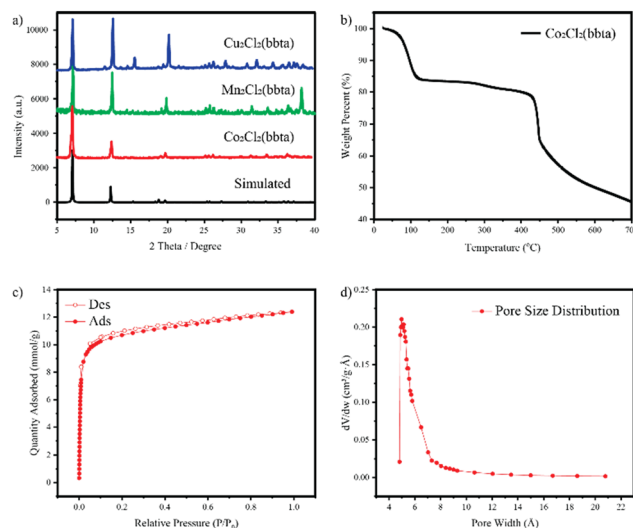 a)
Cu₂Cl₂(bbta)
Mn₂Cl₂(bbta)
Co₂Cl₂(bbta)
Simulated
Intensity (a.u.)
10000
8000
6000
4000
2000
0
5 10 15 20 25 30 35 40
2 Theta / Degree
b)
Co₂Cl₂(bbta)
Weight Percent (%)
100
90
80
70
60
50
40
0 100 200 300 400 500 600 700
Temperature (°C)
c)
Des
Ads
Quantity Adsorbed (mmol/g)
14
12
10
8
6
4
2
0
0.0 0.2 0.4 0.6 0.8 1.0
Relative Pressure (P/P₀)
d)
Pore Size Distribution
dV/dw (cm³/g·Å)
0.25
0.20
0.15
0.10
0.05
0.00
4 6 8 10 12 14 16 18 20 22
Pore Width (Å)